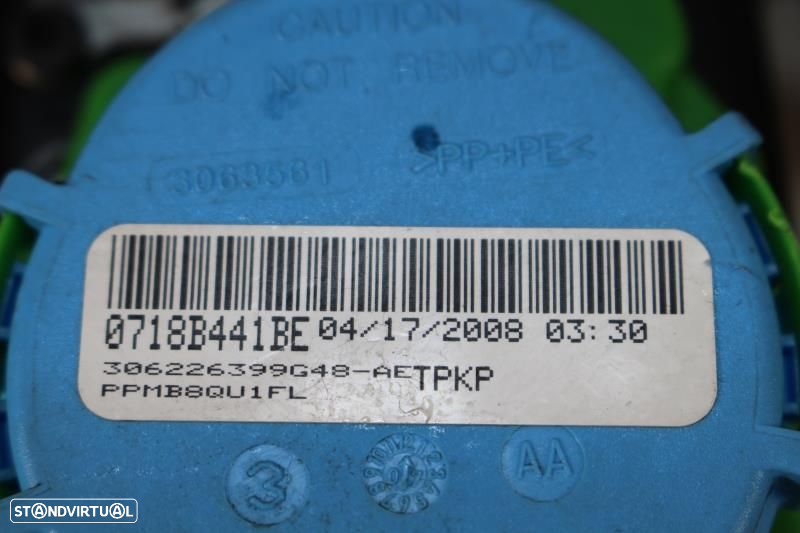 CAUTION
DO NOT REMOVE
3063561
>PP+PE<
0718B441BE 04/17/2008 03:30
306226399G48-AE TPKP
PPMB8QU1FL
3
AA
STANDVIRTUAL